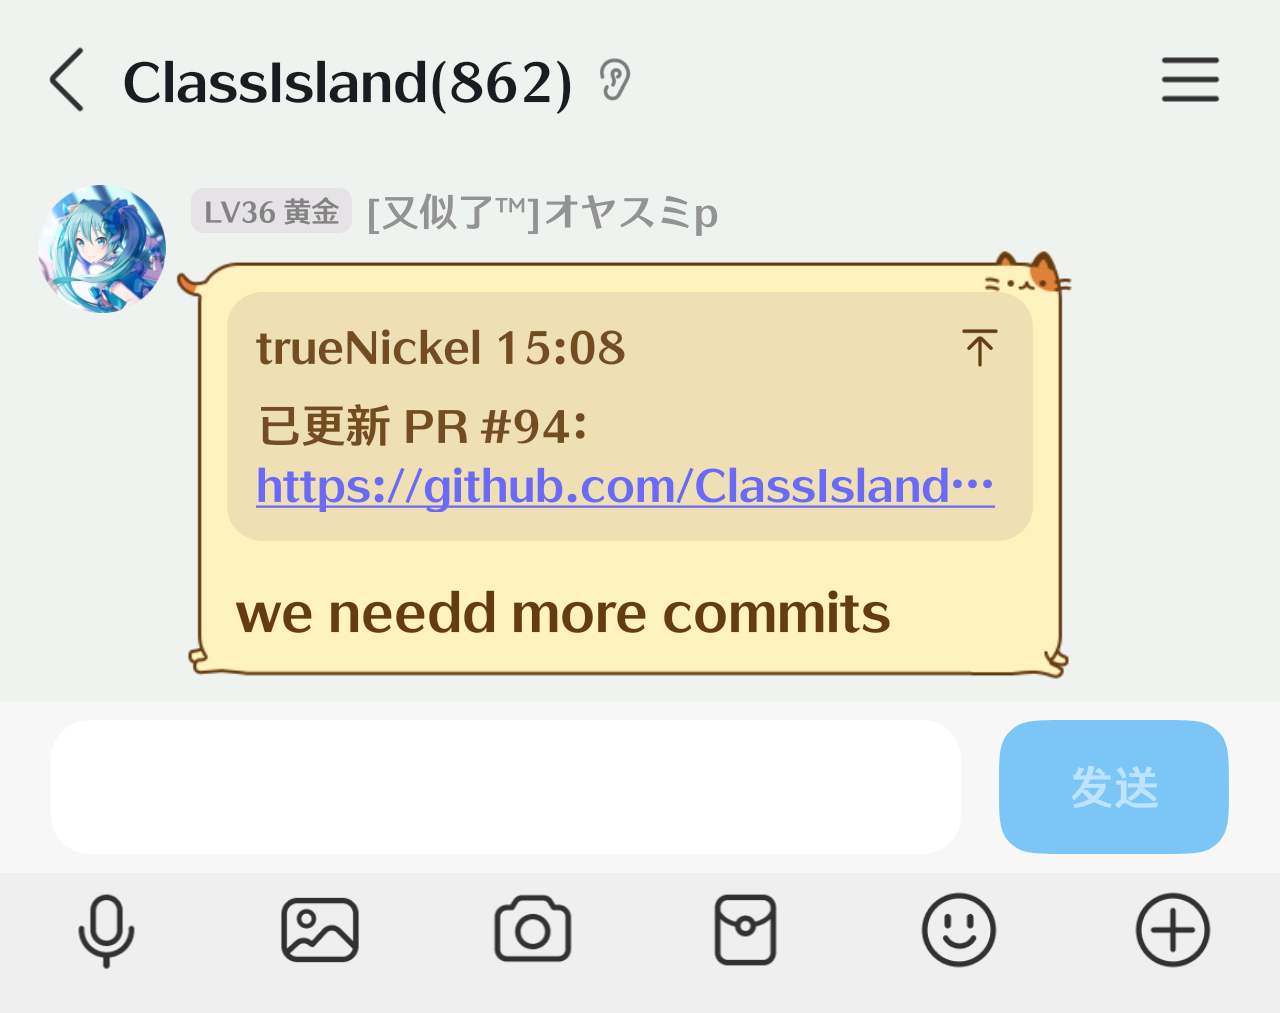 ClassIsland(862)
LV36 黄金 [又似了™]オヤスミp
trueNickel 15:08
已更新 PR #94：
https://github.com/ClassIsland…
we needd more commits
发送